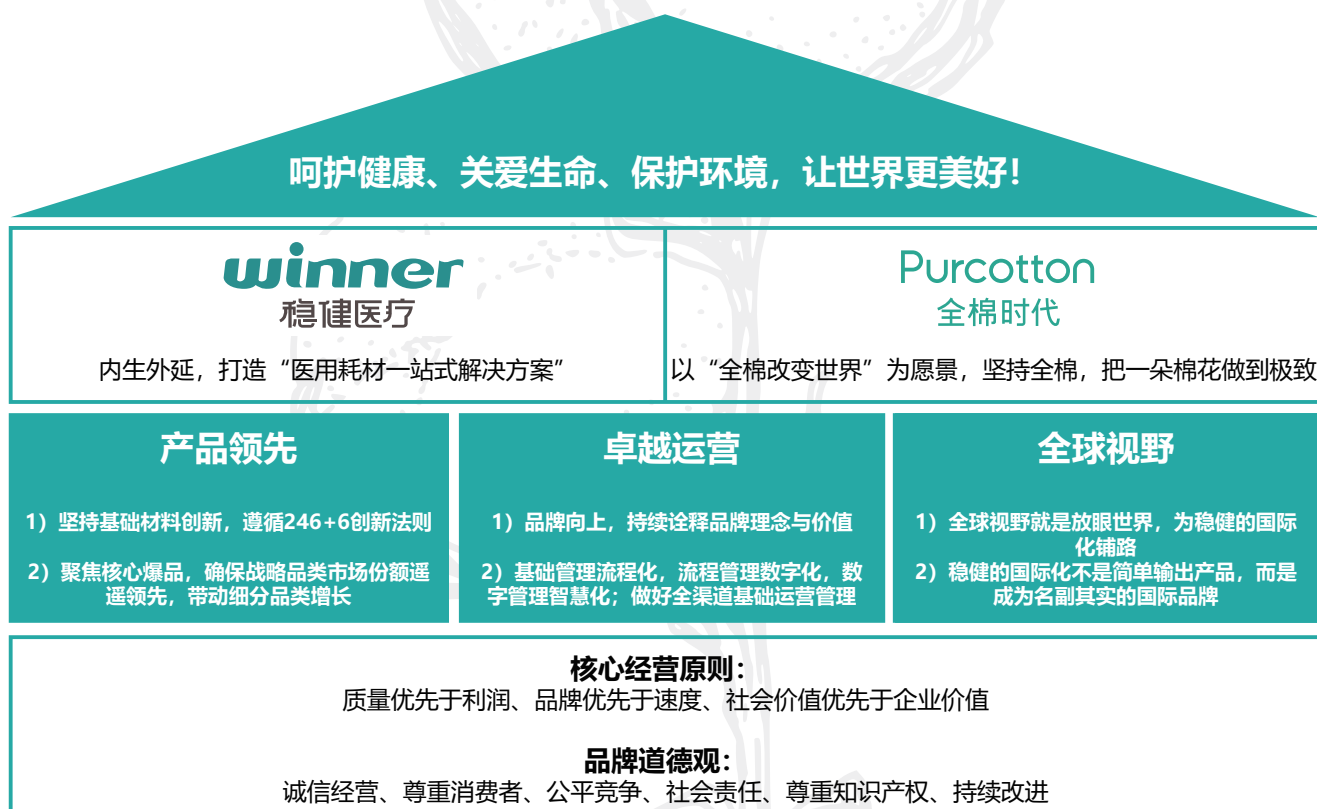 呵护健康、关爱生命、保护环境，让世界更美好！
winner
稳健医疗
内生外延，打造“医用耗材一站式解决方案”
Purcotton
全棉时代
以“全棉改变世界”为愿景，坚持全棉，把一朵棉花做到极致
产品领先
1）坚持基础材料创新，遵循246+6创新法则
2）聚焦核心爆品，确保战略品类市场份额遥
遥领先，带动细分品类增长
卓越运营
1）品牌向上，持续诠释品牌理念与价值
2）基础管理流程化，流程管理数字化，数
字管理智慧化；做好全渠道基础运营管理
全球视野
1）全球视野就是放眼世界，为稳健的国际
化铺路
2）稳健的国际化不是简单输出产品，而是
成为名副其实的国际品牌
核心经营原则：
质量优先于利润、品牌优先于速度、社会价值优先于企业价值
品牌道德观：
诚信经营、尊重消费者、公平竞争、社会责任、尊重知识产权、持续改进